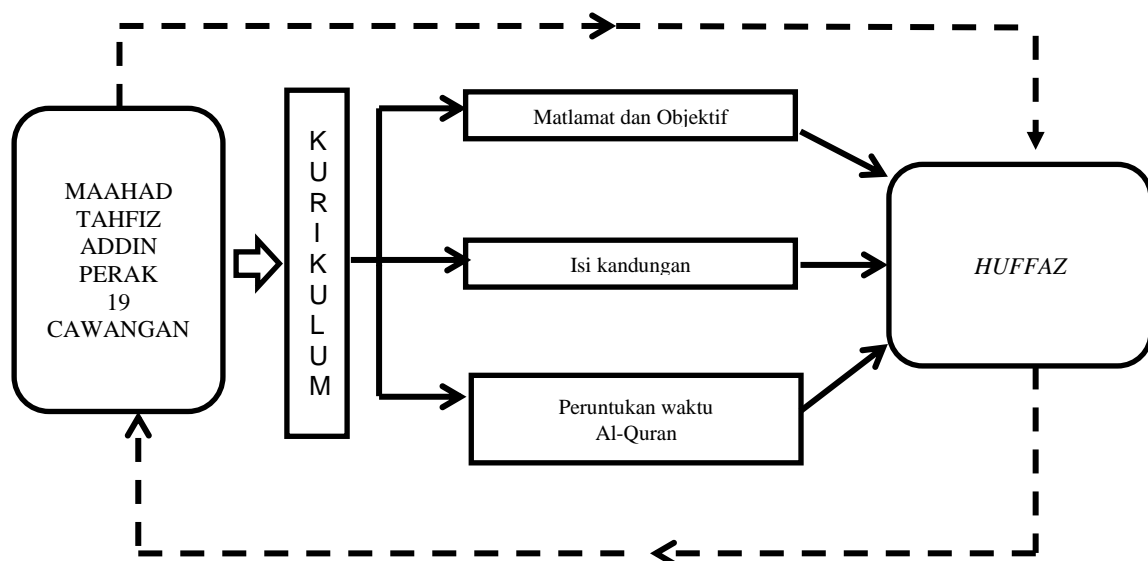 MAAHAD
TAHFIZ
ADDIN
PERAK
19
CAWANGAN
K
U
R
I
K
U
L
U
M
Matlamat dan Objektif
Isi kandungan
Peruntukan waktu
Al-Quran
HUFFAZ